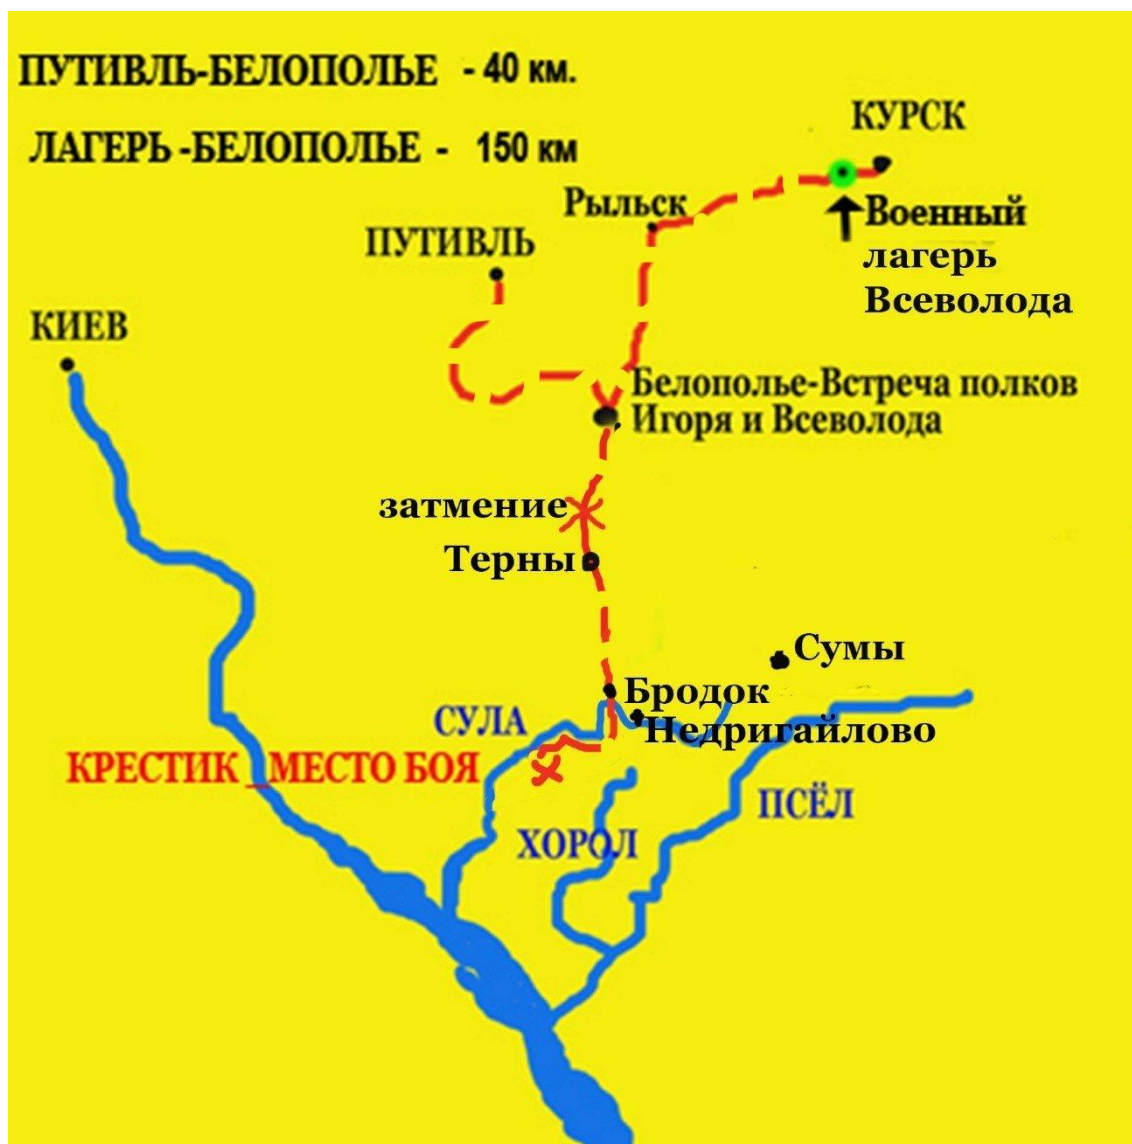 ПУТИВЛЬ-БЕЛОПОЛЬЕ - 40 км.
ЛАГЕРЬ -БЕЛОПОЛЬЕ - 150 км
КУРСК
Рыльск
Военный
лагерь
Всеволода
ПУТИВЛЬ
КИЕВ
Белополье-Встреча полков
Игоря и Всеволода
затмение
Терны
Сумы
Бродок
Недригайлово
СУЛА
КРЕСТИК_МЕСТО БОЯ
ХОРОЛ
ПСЁЛ